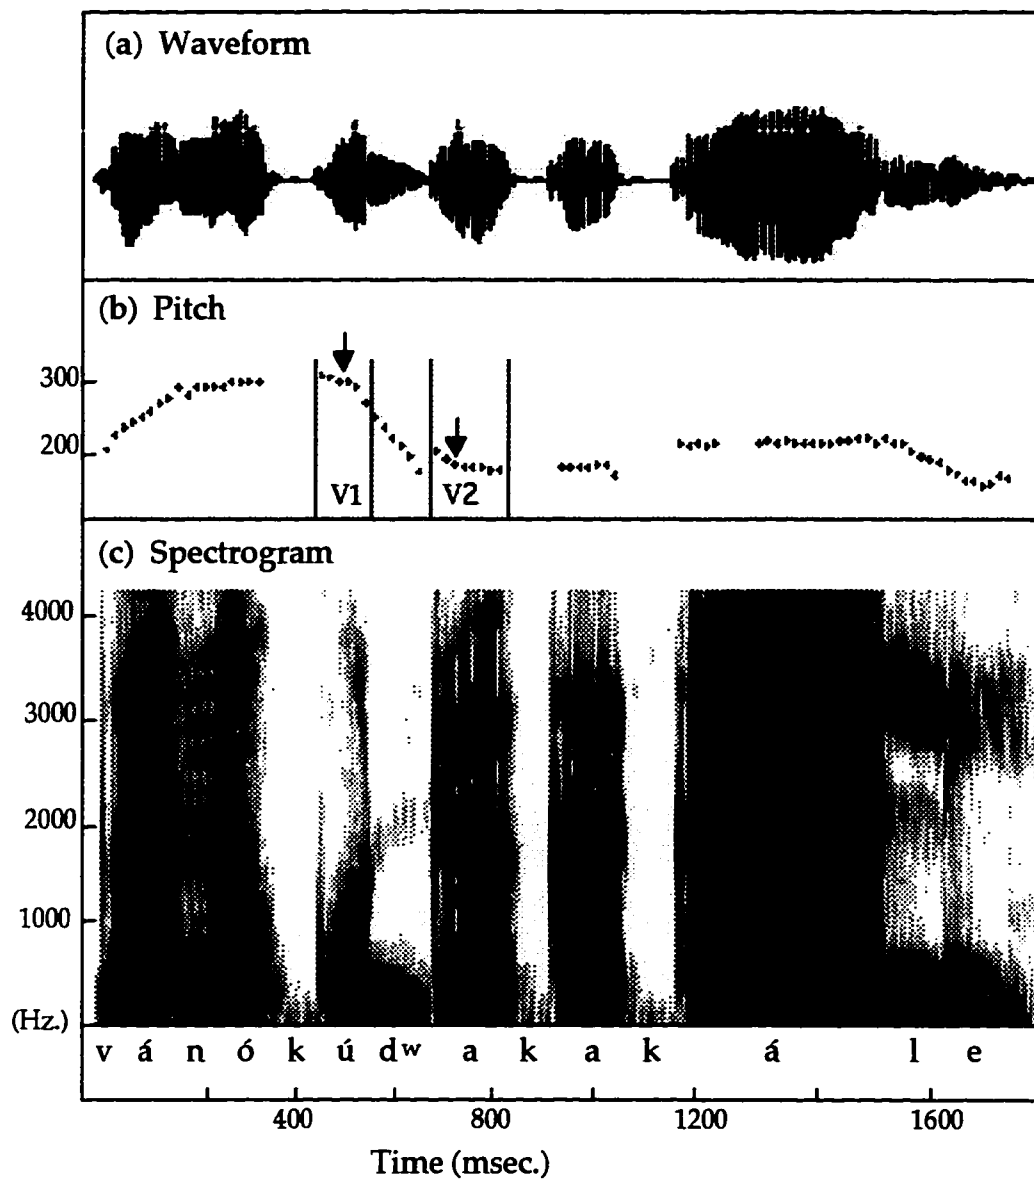 (a) Waveform
(b) Pitch
300
200
V1 V2
(c) Spectrogram
4000
3000
2000
1000
(Hz.)
v á n ó k ú dʷ a k a k á l e
400 800 1200 1600
Time (msec.)